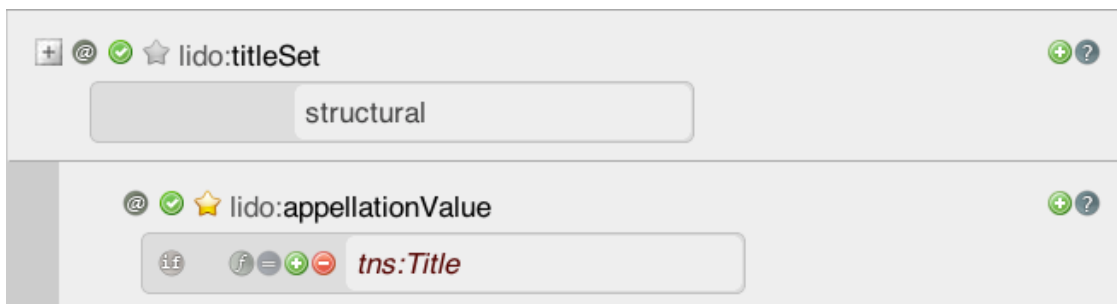 @ lido:titleSet ?
structural
@ lido:appellationValue ?
if f = tns:Title